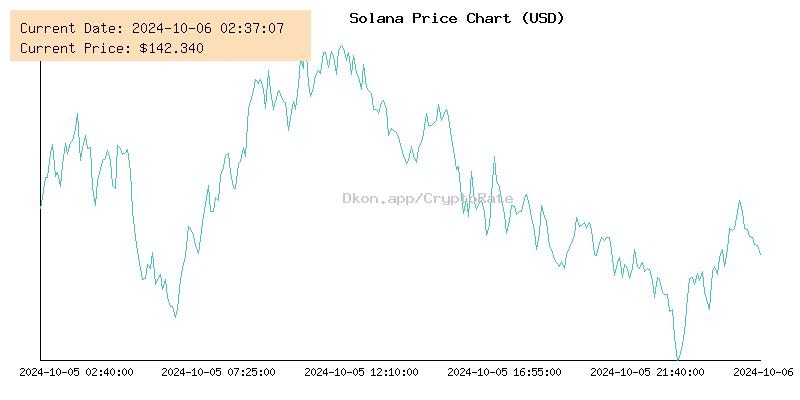 Solana Price Chart (USD)
Current Date: 2024-10-06 02:37:07
Current Price: $142.340
Dkon.app/CryptoRate
2024-10-05 02:40:00 2024-10-05 07:25:00 2024-10-05 12:10:00 2024-10-05 16:55:00 2024-10-05 21:40:00 2024-10-06